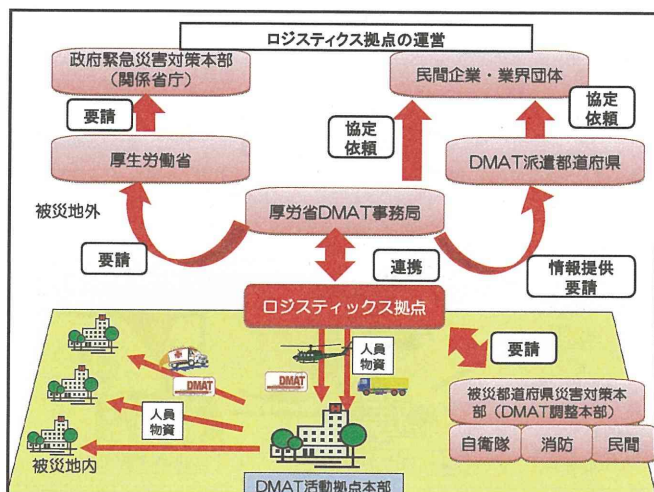 ロジスティクス拠点の運営
政府緊急災害対策本部
(関係省庁)
民間企業・業界団体
要請
協定
依頼
協定
依頼
厚生労働省
DMAT派遣都道府県
被災地外
厚労省DMAT事務局
要請
連携
情報提供
要請
ロジスティックス拠点
人員
物資
要請
DMAT
DMAT
被災都道府県災害対策本
部(DMAT調整本部)
人員
物資
自衛隊
消防
民間
被災地内
DMAT活動拠点本部